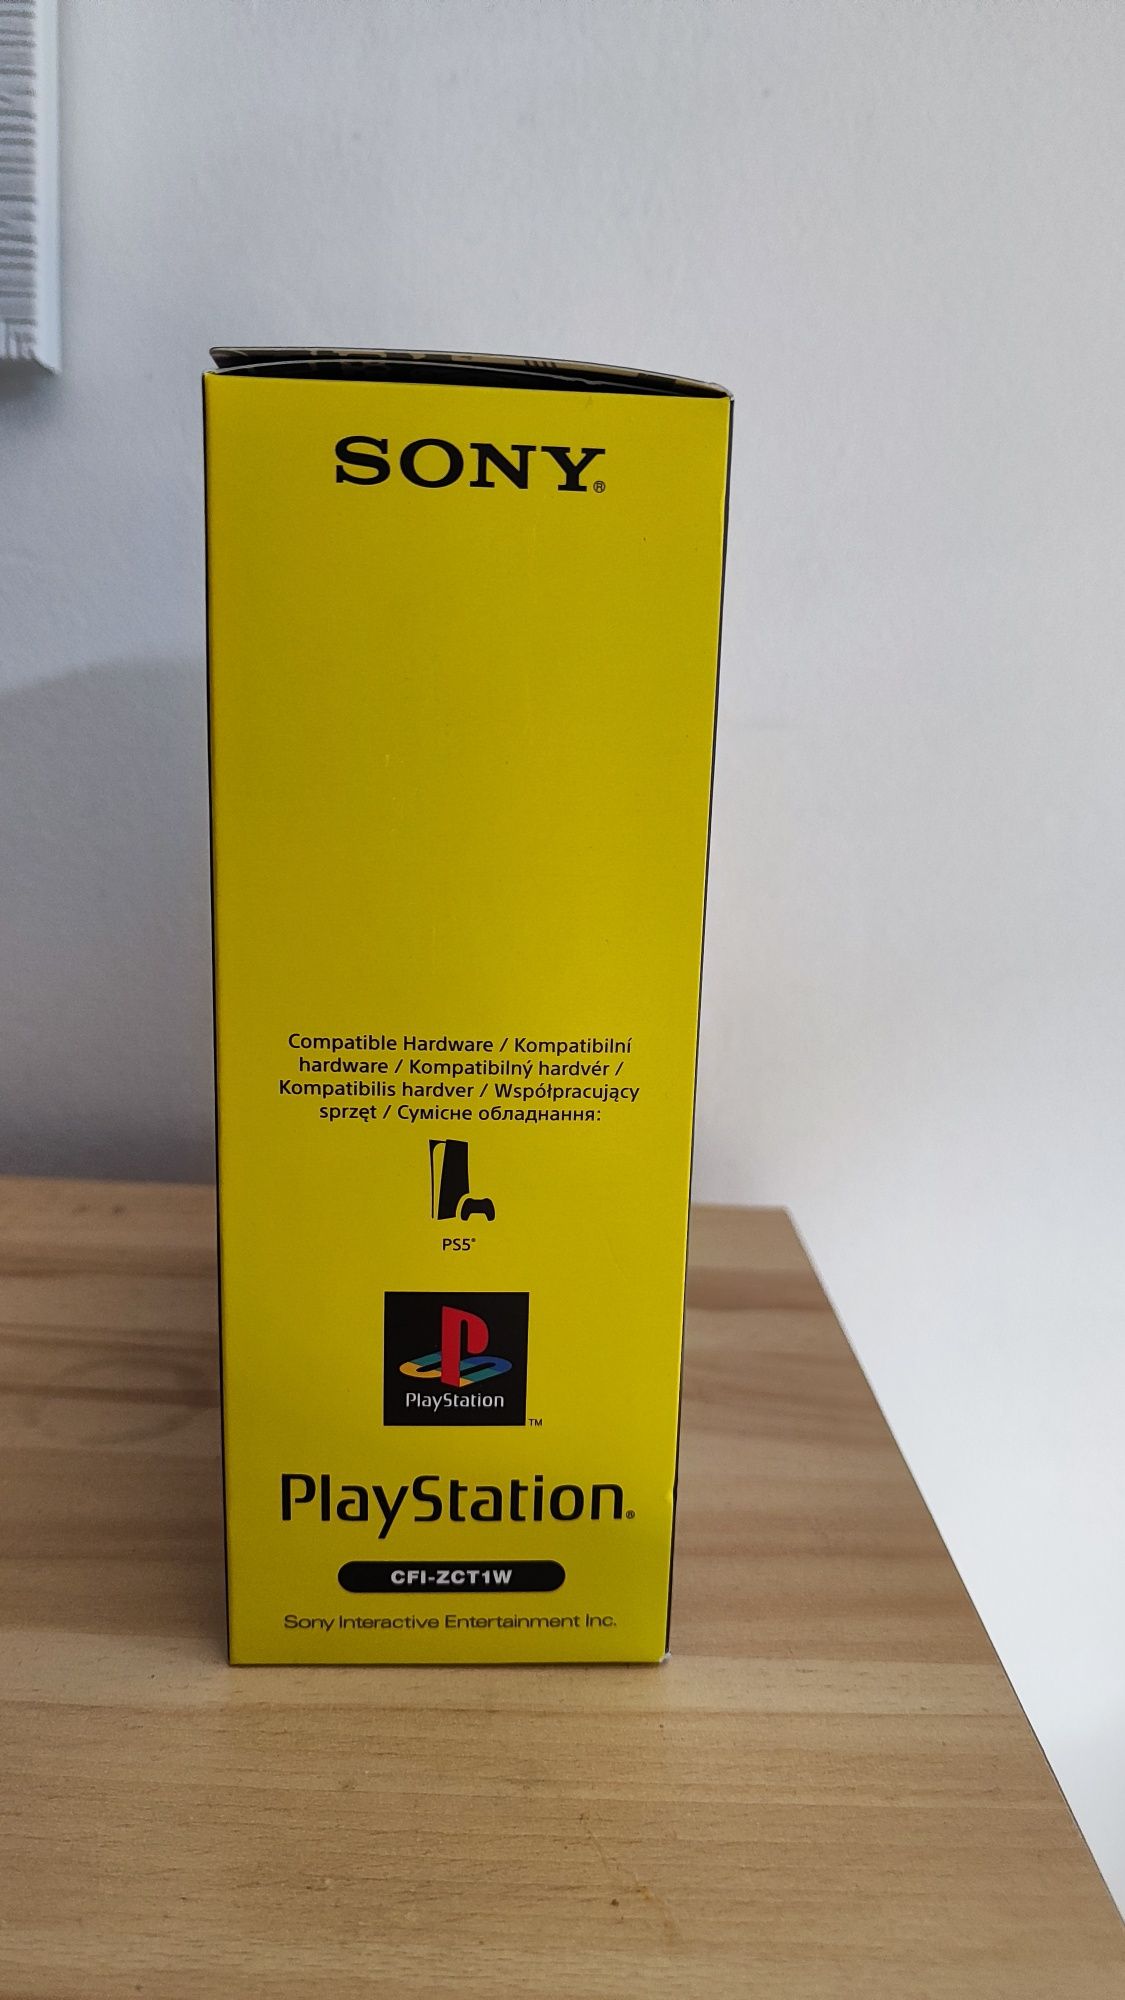 SONY®
Compatible Hardware / Kompatibilní
hardware / Kompatibilný hardvér /
Kompatibilis hardver / Współpracujący
sprzęt / Сумісне обладнання:
PS5®
PlayStation
TM
PlayStation®
CFI-ZCT1W
Sony Interactive Entertainment Inc.